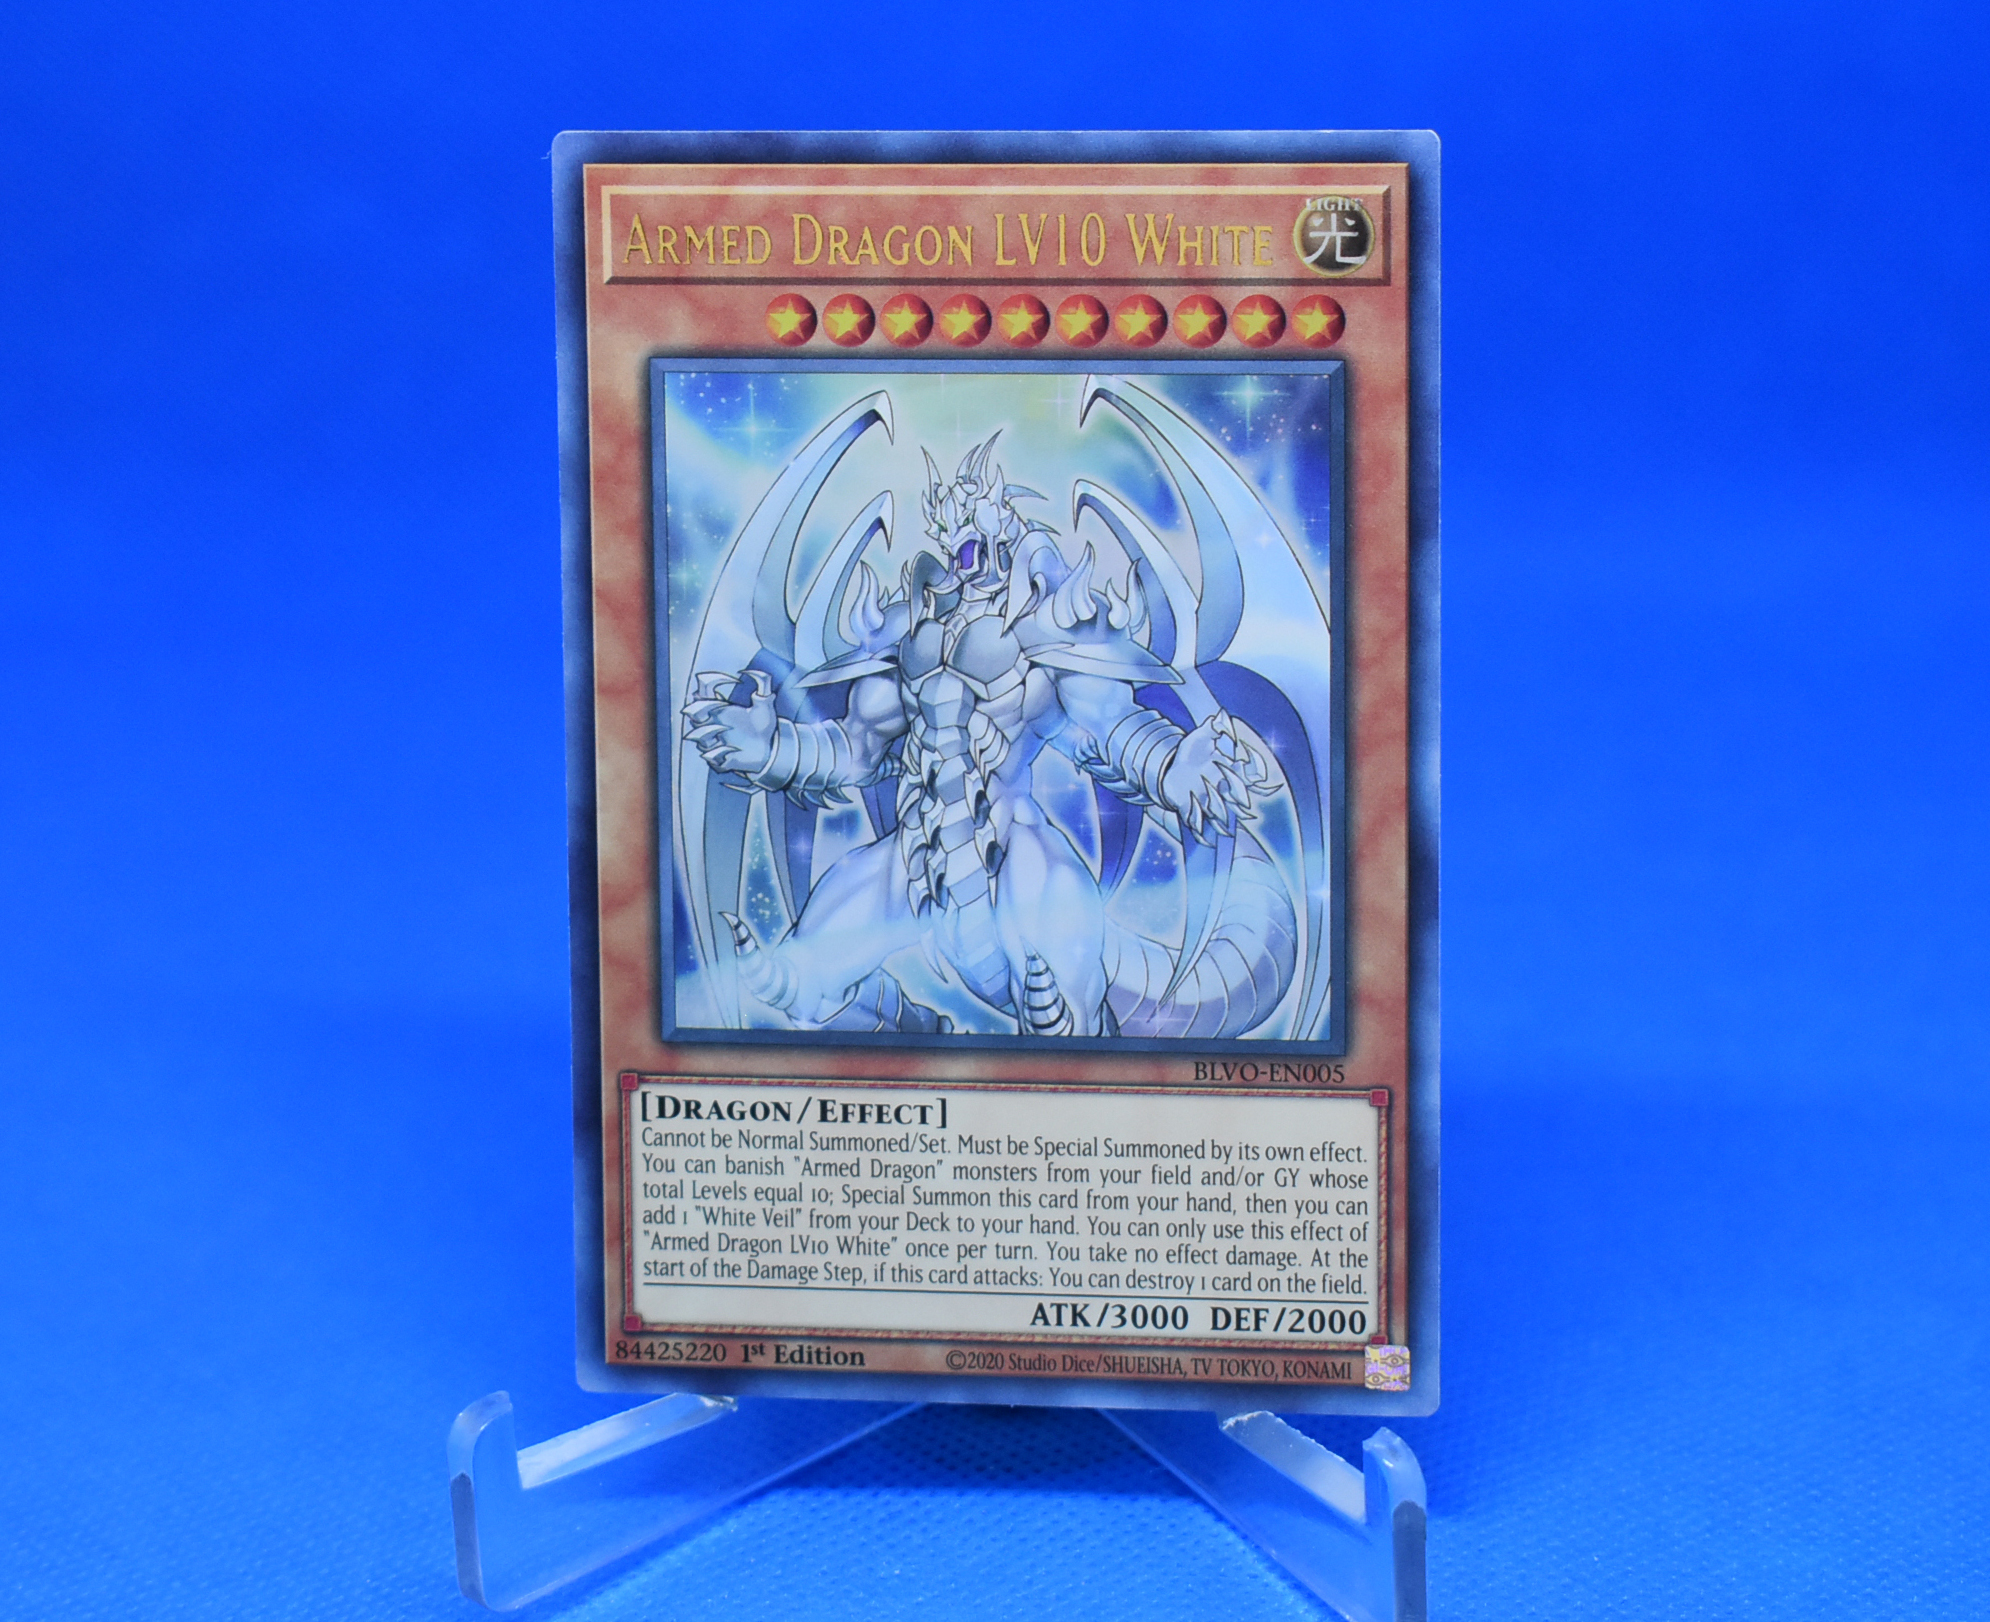 ARMED DRAGON LV10 WHITE
LIGHT
光
BLVO-EN005
[DRAGON/EFFECT]
Cannot be Normal Summoned/Set. Must be Special Summoned by its own effect.
You can banish "Armed Dragon" monsters from your field and/or GY whose
total Levels equal 10; Special Summon this card from your hand, then you can
add 1 "White Veil" from your Deck to your hand. You can only use this effect of
"Armed Dragon LV10 White" once per turn. You take no effect damage. At the
start of the Damage Step, if this card attacks: You can destroy 1 card on the field.
ATK/3000 DEF/2000
84425220 1st Edition
©2020 Studio Dice/SHUEISHA, TV TOKYO, KONAMI